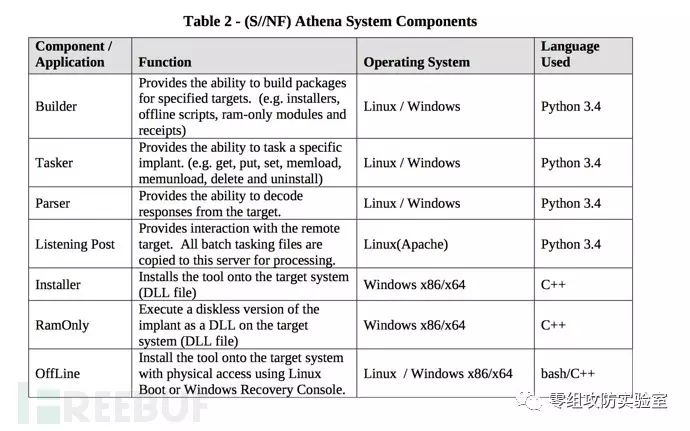 Table 2 - (S//NF) Athena System Components
Component / Application | Function | Operating System | Language Used
Builder | Provides the ability to build packages for specified targets. (e.g. installers, offline scripts, ram-only modules and receipts) | Linux / Windows | Python 3.4
Tasker | Provides the ability to task a specific implant. (e.g. get, put, set, memload, memunload, delete and uninstall) | Linux / Windows | Python 3.4
Parser | Provides the ability to decode responses from the target. | Linux / Windows | Python 3.4
Listening Post | Provides interaction with the remote target. All batch tasking files are copied to this server for processing. | Linux(Apache) | Python 3.4
Installer | Installs the tool onto the target system (DLL file) | Windows x86/x64 | C++
RamOnly | Execute a diskless version of the implant as a DLL on the target system (DLL file) | Windows x86/x64 | C++
OffLine | Install the tool onto the target system with physical access using Linux Boot or Windows Recovery Console. | Linux / Windows x86/x64 | bash/C++
FREEBUF
零组攻防实验室